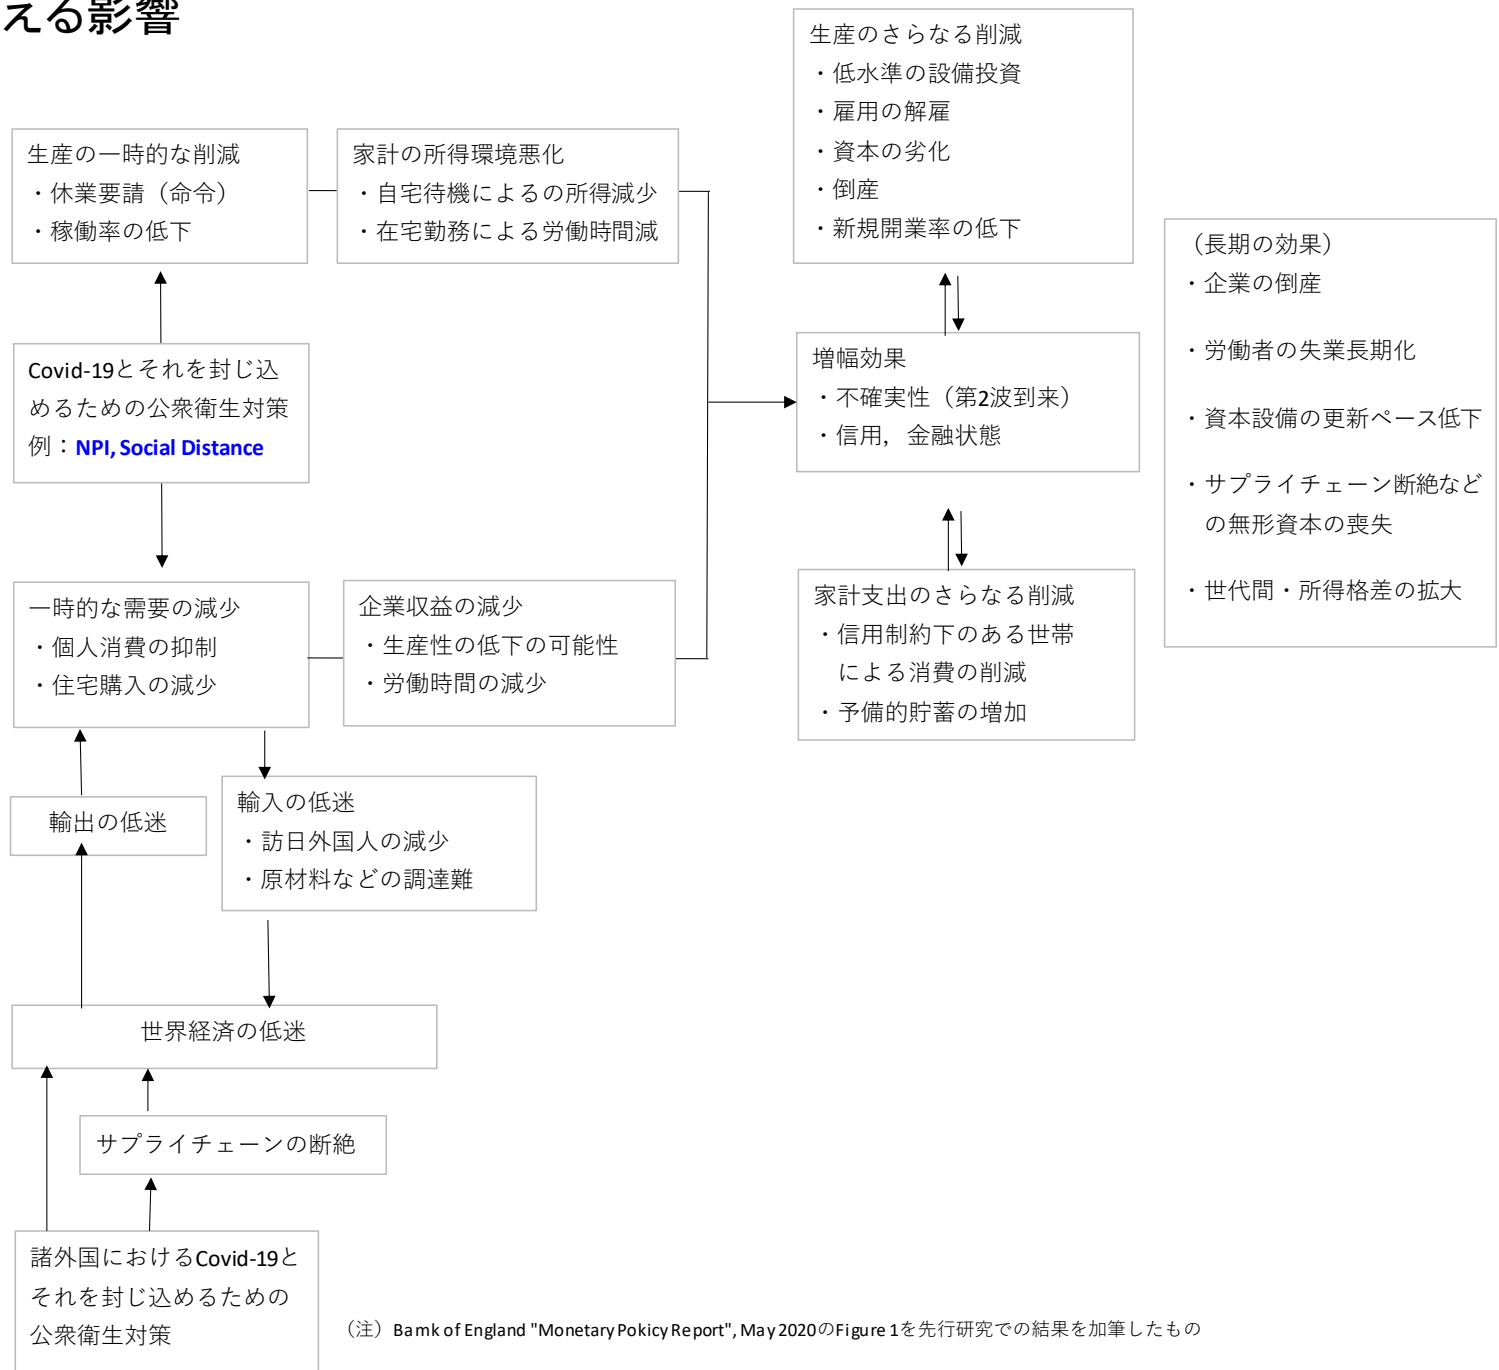 える影響
生産の一時的な削減
・休業要請（命令）
・稼働率の低下
家計の所得環境悪化
・自宅待機によるの所得減少
・在宅勤務による労働時間減
生産のさらなる削減
・低水準の設備投資
・雇用の解雇
・資本の劣化
・倒産
・新規開業率の低下
（長期の効果）
・企業の倒産
・労働者の失業長期化
・資本設備の更新ペース低下
・サプライチェーン断絶など
の無形資本の喪失
・世代間・所得格差の拡大
Covid-19とそれを封じ込
めるための公衆衛生対策
例：NPI, Social Distance
増幅効果
・不確実性（第2波到来）
・信用，金融状態
一時的な需要の減少
・個人消費の抑制
・住宅購入の減少
企業収益の減少
・生産性の低下の可能性
・労働時間の減少
家計支出のさらなる削減
・信用制約下のある世帯
による消費の削減
・予備的貯蓄の増加
輸出の低迷
輸入の低迷
・訪日外国人の減少
・原材料などの調達難
世界経済の低迷
サプライチェーンの断絶
諸外国におけるCovid-19と
それを封じ込めるための
公衆衛生対策
（注）Bamk of England "Monetary Pokicy Report", May 2020のFigure 1を先行研究での結果を加筆したもの